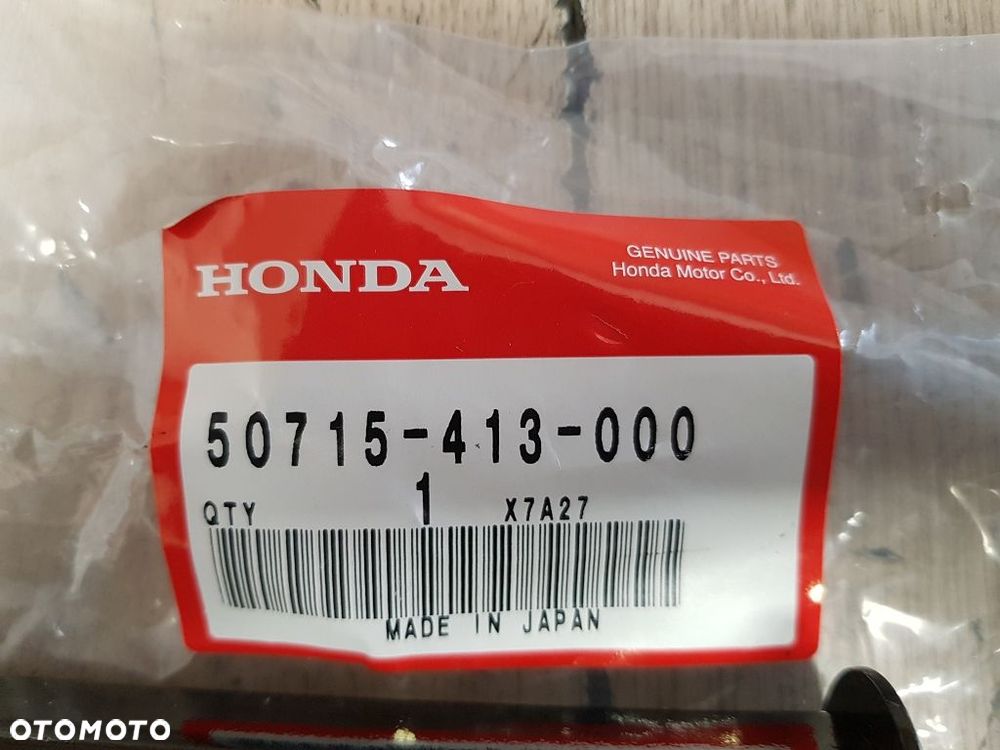 HONDA
GENUINE PARTS
Honda Motor Co., Ltd.
50715-413-000
QTY 1 X7A27
MADE IN JAPAN
OTOMOTO